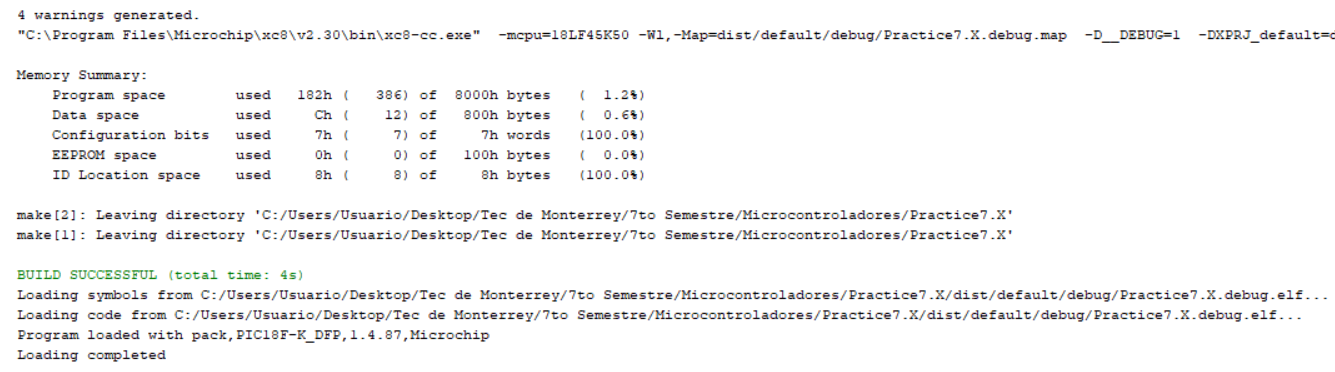 4 warnings generated.
"C:\Program Files\Microchip\xc8\v2.30\bin\xc8-cc.exe"  -mcpu=18LF45K50 -Wl,-Map=dist/default/debug/Practice7.X.debug.map  -D__DEBUG=1  -DXPRJ_default=d
Memory Summary:
    Program space        used   182h (   386) of  8000h bytes   (  1.2%)
    Data space           used     Ch (    12) of   800h bytes   (  0.6%)
    Configuration bits   used     7h (     7) of     7h words   (100.0%)
    EEPROM space         used     0h (     0) of   100h bytes   (  0.0%)
    ID Location space    used     8h (     8) of     8h bytes   (100.0%)
make[2]: Leaving directory 'C:/Users/Usuario/Desktop/Tec de Monterrey/7to Semestre/Microcontroladores/Practice7.X'
make[1]: Leaving directory 'C:/Users/Usuario/Desktop/Tec de Monterrey/7to Semestre/Microcontroladores/Practice7.X'
BUILD SUCCESSFUL (total time: 4s)
Loading symbols from C:/Users/Usuario/Desktop/Tec de Monterrey/7to Semestre/Microcontroladores/Practice7.X/dist/default/debug/Practice7.X.debug.elf...
Loading code from C:/Users/Usuario/Desktop/Tec de Monterrey/7to Semestre/Microcontroladores/Practice7.X/dist/default/debug/Practice7.X.debug.elf...
Program loaded with pack,PIC18F-K_DFP,1.4.87,Microchip
Loading completed